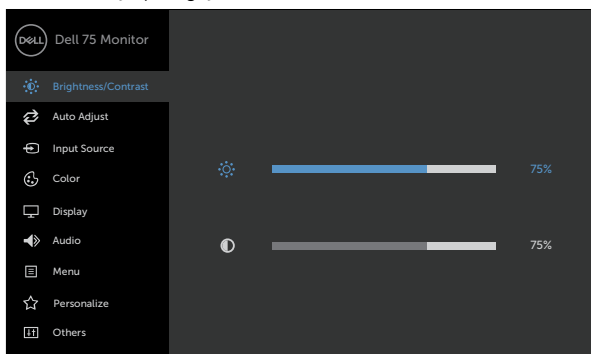 DELL Dell 75 Monitor
Brightness/Contrast
Auto Adjust
Input Source
Color
Display
Audio
Menu
Personalize
Others
75%
75%